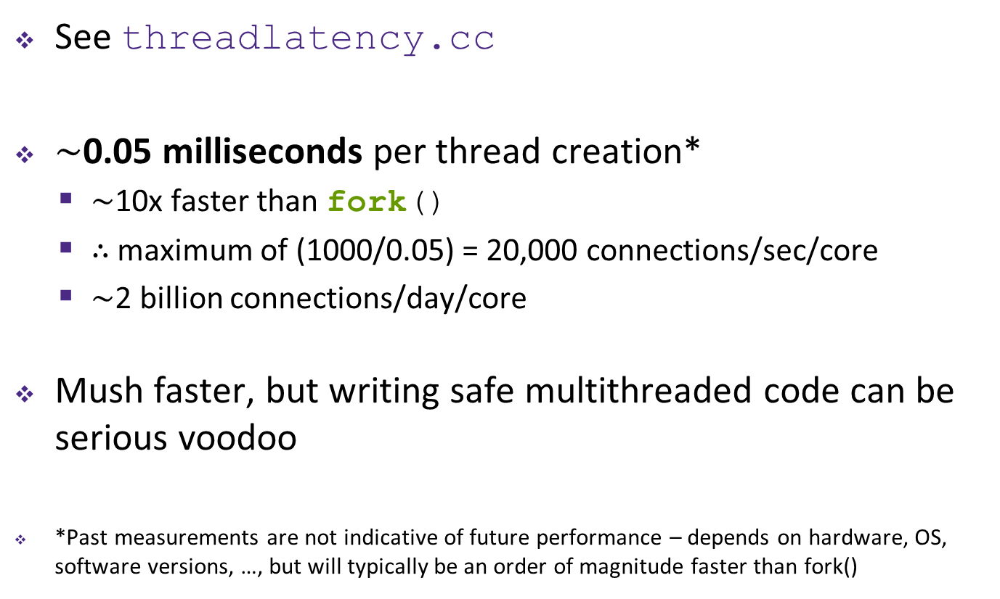 ❖ See threadlatency.cc
❖ ~0.05 milliseconds per thread creation*
▪ ~10x faster than fork()
▪ ∴ maximum of (1000/0.05) = 20,000 connections/sec/core
▪ ~2 billion connections/day/core
❖ Mush faster, but writing safe multithreaded code can be
serious voodoo
❖ *Past measurements are not indicative of future performance – depends on hardware, OS,
software versions, …, but will typically be an order of magnitude faster than fork()